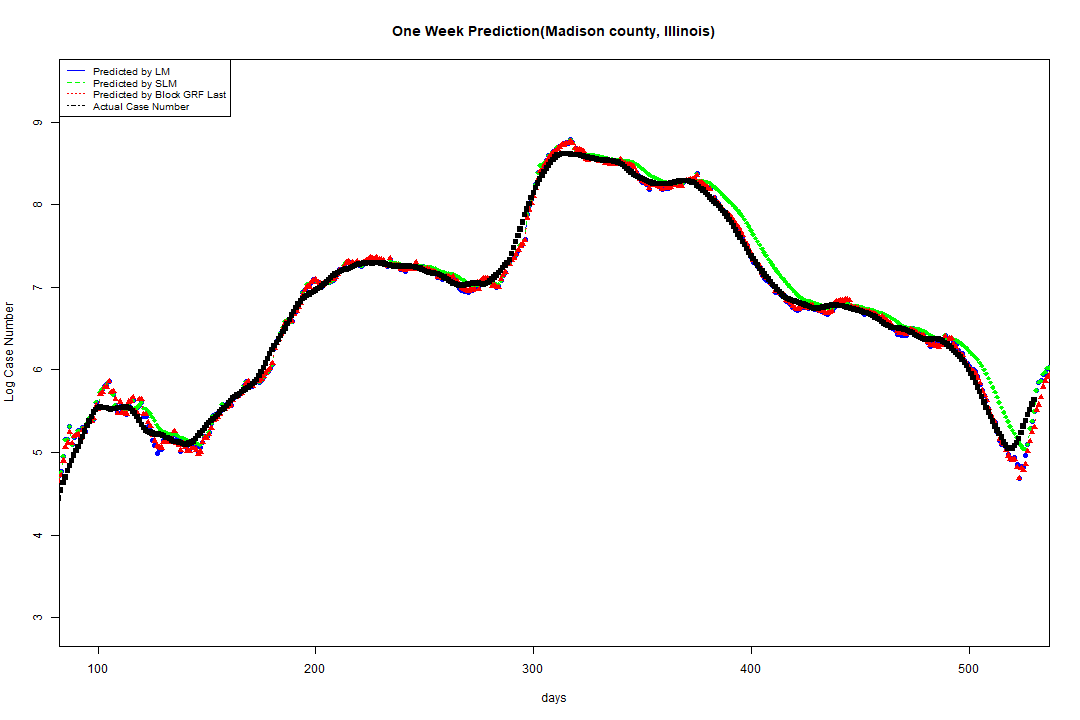 One Week Prediction(Madison county, Illinois)
Predicted by LM
Predicted by SLM
Predicted by Block GRF Last
Actual Case Number
9
8
7
6
5
4
3
Log Case Number
100 200 300 400 500
days